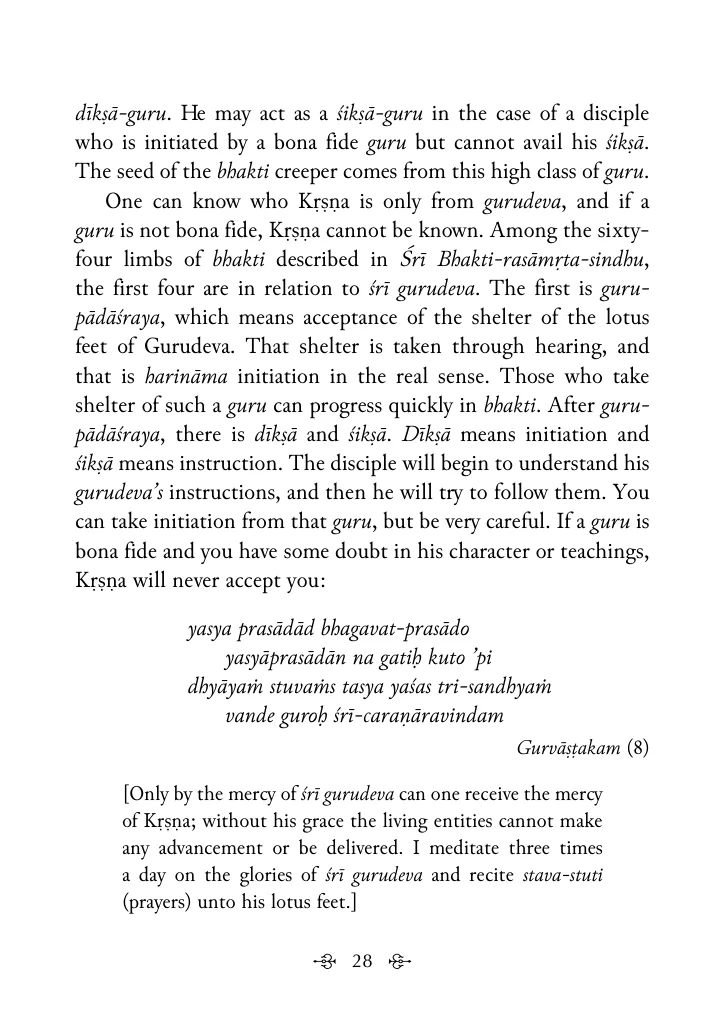 dīkṣā-guru. He may act as a śikṣā-guru in the case of a disciple
who is initiated by a bona fide guru but cannot avail his śikṣā.
The seed of the bhakti creeper comes from this high class of guru.
One can know who Kṛṣṇa is only from gurudeva, and if a
guru is not bona fide, Kṛṣṇa cannot be known. Among the sixty-
four limbs of bhakti described in Śrī Bhakti-rasāmṛta-sindhu,
the first four are in relation to śrī gurudeva. The first is guru-
pādāśraya, which means acceptance of the shelter of the lotus
feet of Gurudeva. That shelter is taken through hearing, and
that is harināma initiation in the real sense. Those who take
shelter of such a guru can progress quickly in bhakti. After guru-
pādāśraya, there is dīkṣā and śikṣā. Dīkṣā means initiation and
śikṣā means instruction. The disciple will begin to understand his
gurudeva’s instructions, and then he will try to follow them. You
can take initiation from that guru, but be very careful. If a guru is
bona fide and you have some doubt in his character or teachings,
Kṛṣṇa will never accept you:
yasya prasādād bhagavat-prasādo
yasyāprasādān na gatiḥ kuto ’pi
dhyāyaṁ stuvaṁs tasya yaśas tri-sandhyaṁ
vande guroḥ śrī-caraṇāravindam
Gurvāṣṭakam (8)
[Only by the mercy of śrī gurudeva can one receive the mercy
of Kṛṣṇa; without his grace the living entities cannot make
any advancement or be delivered. I meditate three times
a day on the glories of śrī gurudeva and recite stava-stuti
(prayers) unto his lotus feet.]
28